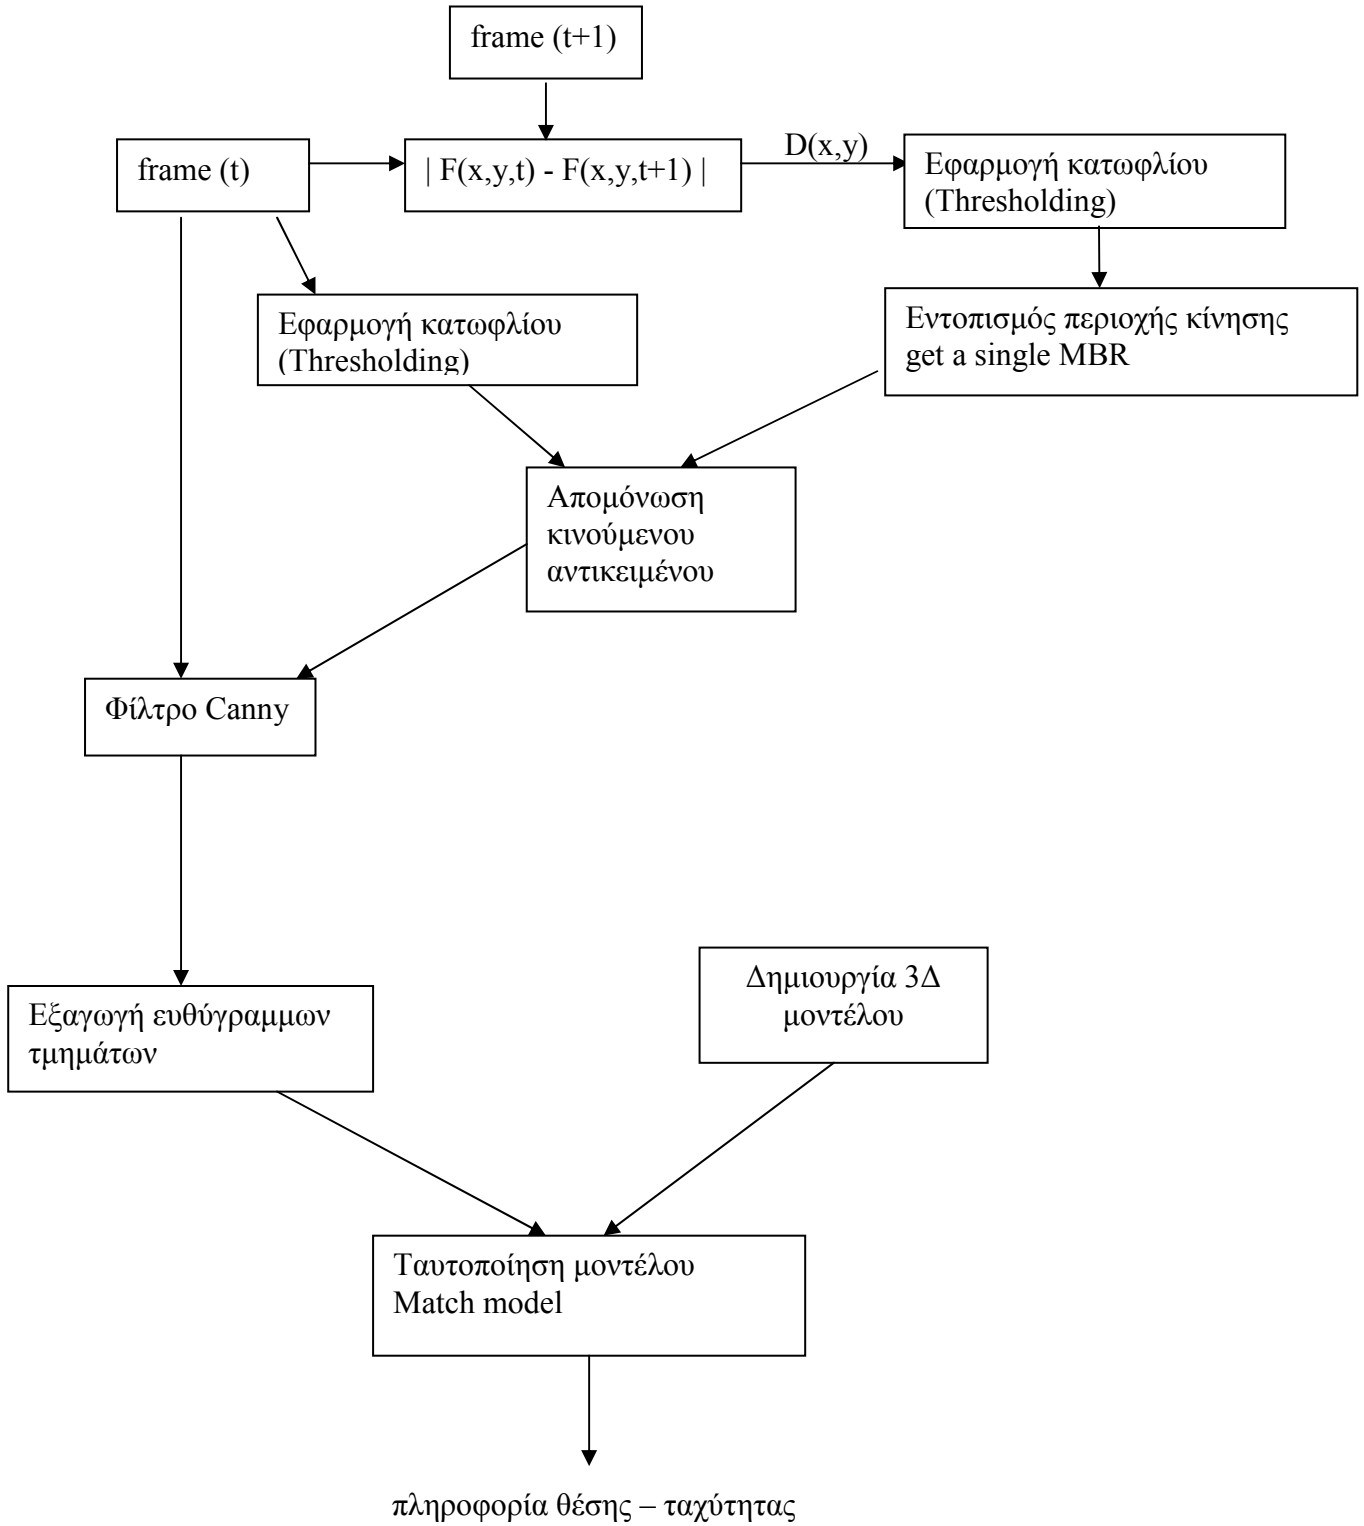 frame (t+1)
frame (t)
| F(x,y,t) - F(x,y,t+1) |
D(x,y)
Εφαρμογή κατωφλίου
(Thresholding)
Εφαρμογή κατωφλίου
(Thresholding)
Εντοπισμός περιοχής κίνησης
get a single MBR
Απομόνωση
κινούμενου
αντικειμένου
Φίλτρο Canny
Εξαγωγή ευθύγραμμων
τμημάτων
Δημιουργία 3Δ
μοντέλου
Ταυτοποίηση μοντέλου
Match model
πληροφορία θέσης – ταχύτητας